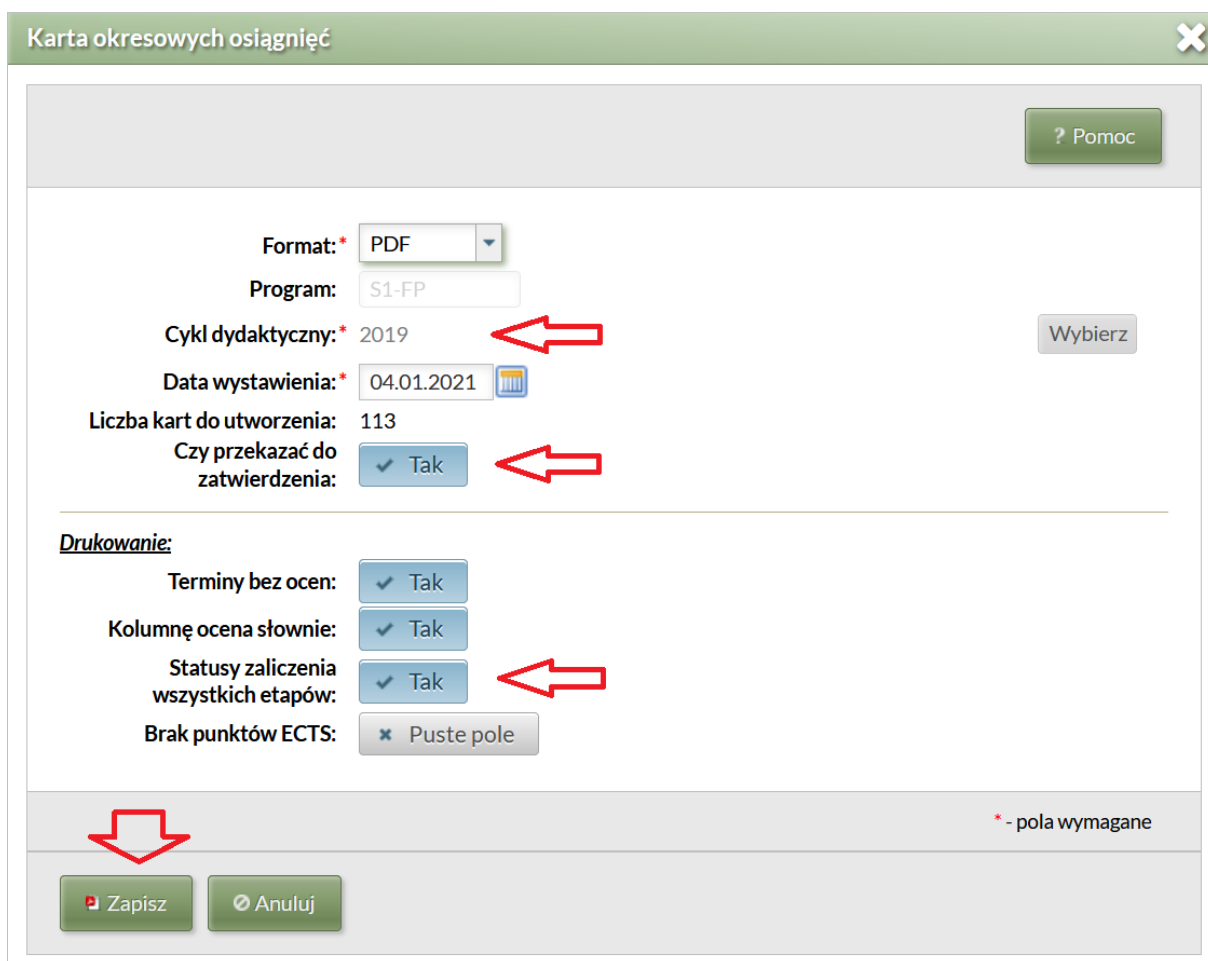 Karta okresowych osiągnięć
? Pomoc
Format:* PDF
Program: S1-FP
Cykl dydaktyczny:* 2019 Wybierz
Data wystawienia:* 04.01.2021
Liczba kart do utworzenia: 113
Czy przekazać do
zatwierdzenia: Tak
Drukowanie:
Terminy bez ocen: Tak
Kolumnę ocena słownie: Tak
Statusy zaliczenia
wszystkich etapów: Tak
Brak punktów ECTS: Puste pole
* - pola wymagane
Zapisz Anuluj